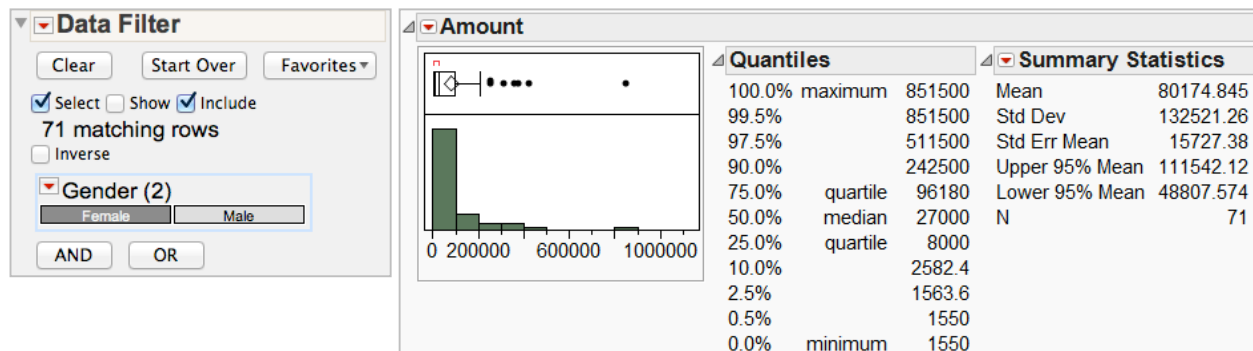 Data Filter
Clear Start Over Favorites
Select Show Include
71 matching rows
Inverse
Gender (2)
Female Male
AND OR
Amount
0 200000 600000 1000000
Quantiles
100.0% maximum 851500
99.5% 851500
97.5% 511500
90.0% 242500
75.0% quartile 96180
50.0% median 27000
25.0% quartile 8000
10.0% 2582.4
2.5% 1563.6
0.5% 1550
0.0% minimum 1550
Summary Statistics
Mean 80174.845
Std Dev 132521.26
Std Err Mean 15727.38
Upper 95% Mean 111542.12
Lower 95% Mean 48807.574
N 71